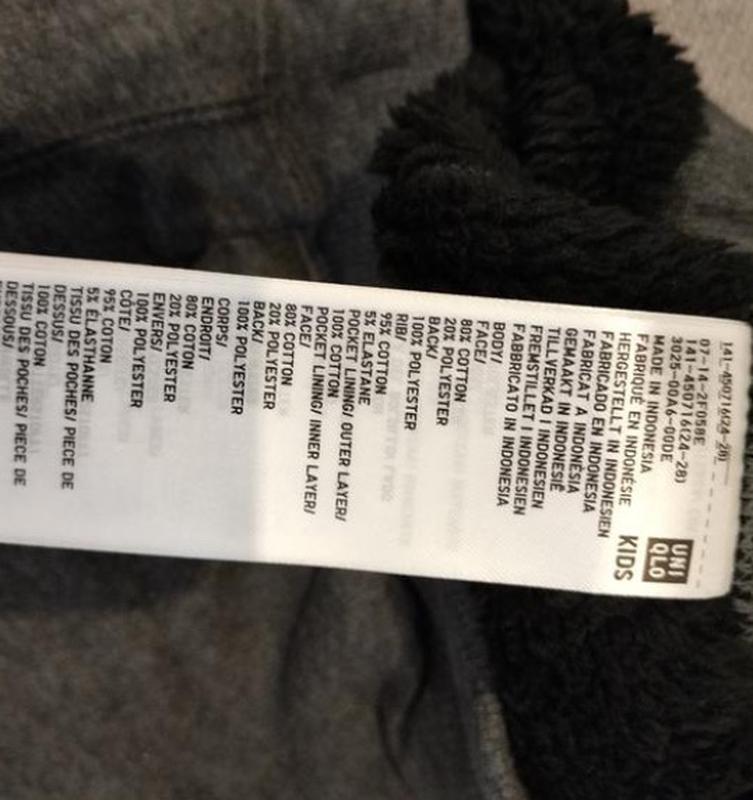 141-450716(24-28)
UNI
QLO
07-14-2F058E
141-450716(24-28)
3025-00A6-00DE
KIDS
MADE IN INDONESIA
FABRIQUÉ EN INDONÉSIE
HERGESTELLT IN INDONESIEN
FABRICADO EN INDONESIA
FABRICAT A INDONÈSIA
GEMAAKT IN INDONESIË
TILLVERKAD I INDONESIEN
FREMSTILLET I INDONESIEN
FABBRICATO IN INDONESIA
BODY/
FACE/
80% COTTON
20% POLYESTER
BACK/
100% POLYESTER
RIB/
95% COTTON
5% ELASTANE
POCKET LINING/ OUTER LAYER/
100% COTTON
POCKET LINING/ INNER LAYER/
FACE/
80% COTTON
20% POLYESTER
BACK/
100% POLYESTER
CORPS/
ENDROIT/
80% COTON
20% POLYESTER
ENVERS/
100% POLYESTER
CÔTE/
95% COTON
5% ÉLASTHANNE
TISSU DES POCHES/ PIECE DE
DESSUS/
100% COTON
TISSU DES POCHES/ PIECE DE
DESSOUS/